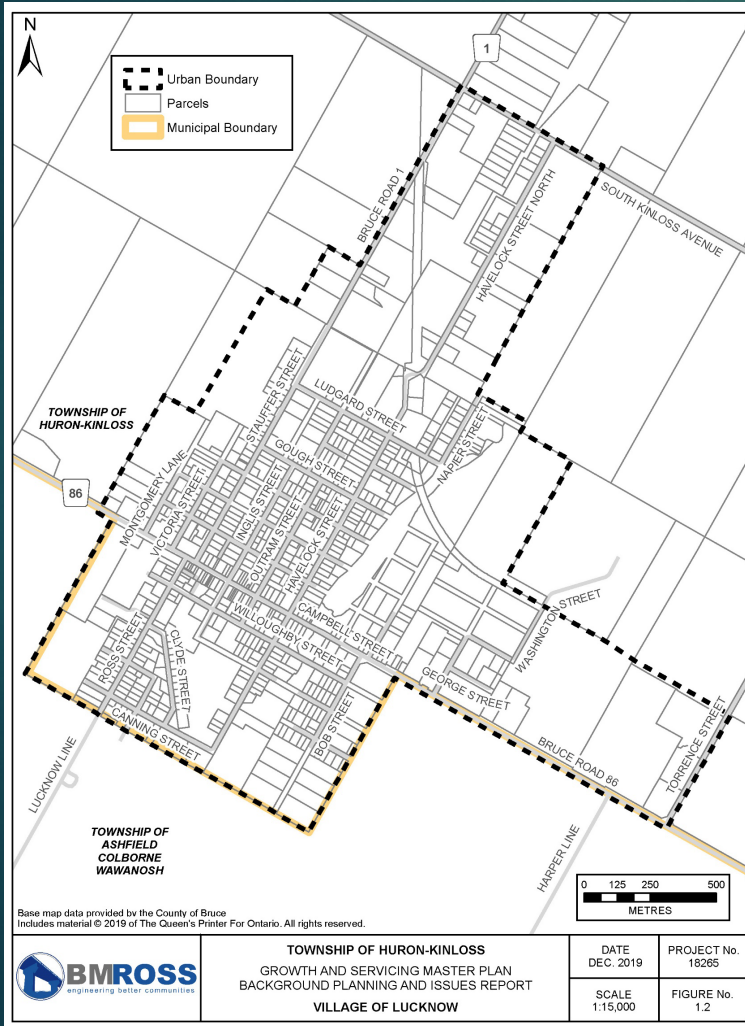 N
1
Urban Boundary
Parcels
Municipal Boundary
BRUCE ROAD 1
SOUTH KINLOSS AVENUE
HAVELOCK STREET NORTH
STAUFFER STREET
LUDGARD STREET
TOWNSHIP OF
HURON-KINLOSS
NAPIER STREET
GOUGH STREET
86
MONTGOMERY LANE
VICTORIA STREET
INGLIS STREET
OUTRAM STREET
HAVELOCK STREET
CAMPBELL STREET
WILLOUGHBY STREET
WASHINGTON STREET
ROSS STREET
CLYDE STREET
GEORGE STREET
CANNING STREET
BOB STREET
BRUCE ROAD 86
TORRENCE STREET
LUCKNOW LINE
HARPER LINE
TOWNSHIP OF
ASHFIELD
COLBORNE
WAWANOSH
0 125 250 500
METRES
Base map data provided by the County of Bruce
Includes material © 2019 of The Queen's Printer For Ontario. All rights reserved.
BMROSS
engineering better communities
TOWNSHIP OF HURON-KINLOSS
GROWTH AND SERVICING MASTER PLAN
BACKGROUND PLANNING AND ISSUES REPORT
VILLAGE OF LUCKNOW
DATE
DEC. 2019
PROJECT No.
18265
SCALE
1:15,000
FIGURE No.
1.2